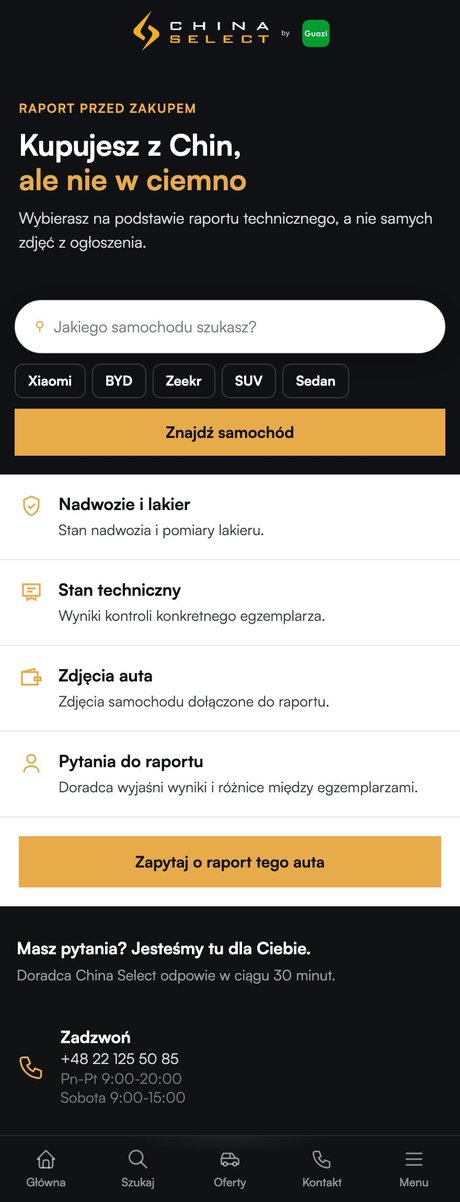 CHINA
SELECT
by
Guazi
RAPORT PRZED ZAKUPEM
Kupujesz z Chin,
ale nie w ciemno
Wybierasz na podstawie raportu technicznego, a nie samych
zdjęć z ogłoszenia.
Jakiego samochodu szukasz?
Xiaomi
BYD
Zeekr
SUV
Sedan
Znajdź samochód
Nadwozie i lakier
Stan nadwozia i pomiary lakieru.
Stan techniczny
Wyniki kontroli konkretnego egzemplarza.
Zdjęcia auta
Zdjęcia samochodu dołączone do raportu.
Pytania do raportu
Doradca wyjaśni wyniki i różnice między egzemplarzami.
Zapytaj o raport tego auta
Masz pytania? Jesteśmy tu dla Ciebie.
Doradca China Select odpowie w ciągu 30 minut.
Zadzwoń
+48 22 125 50 85
Pn-Pt 9:00-20:00
Sobota 9:00-15:00
Główna
Szukaj
Oferty
Kontakt
Menu